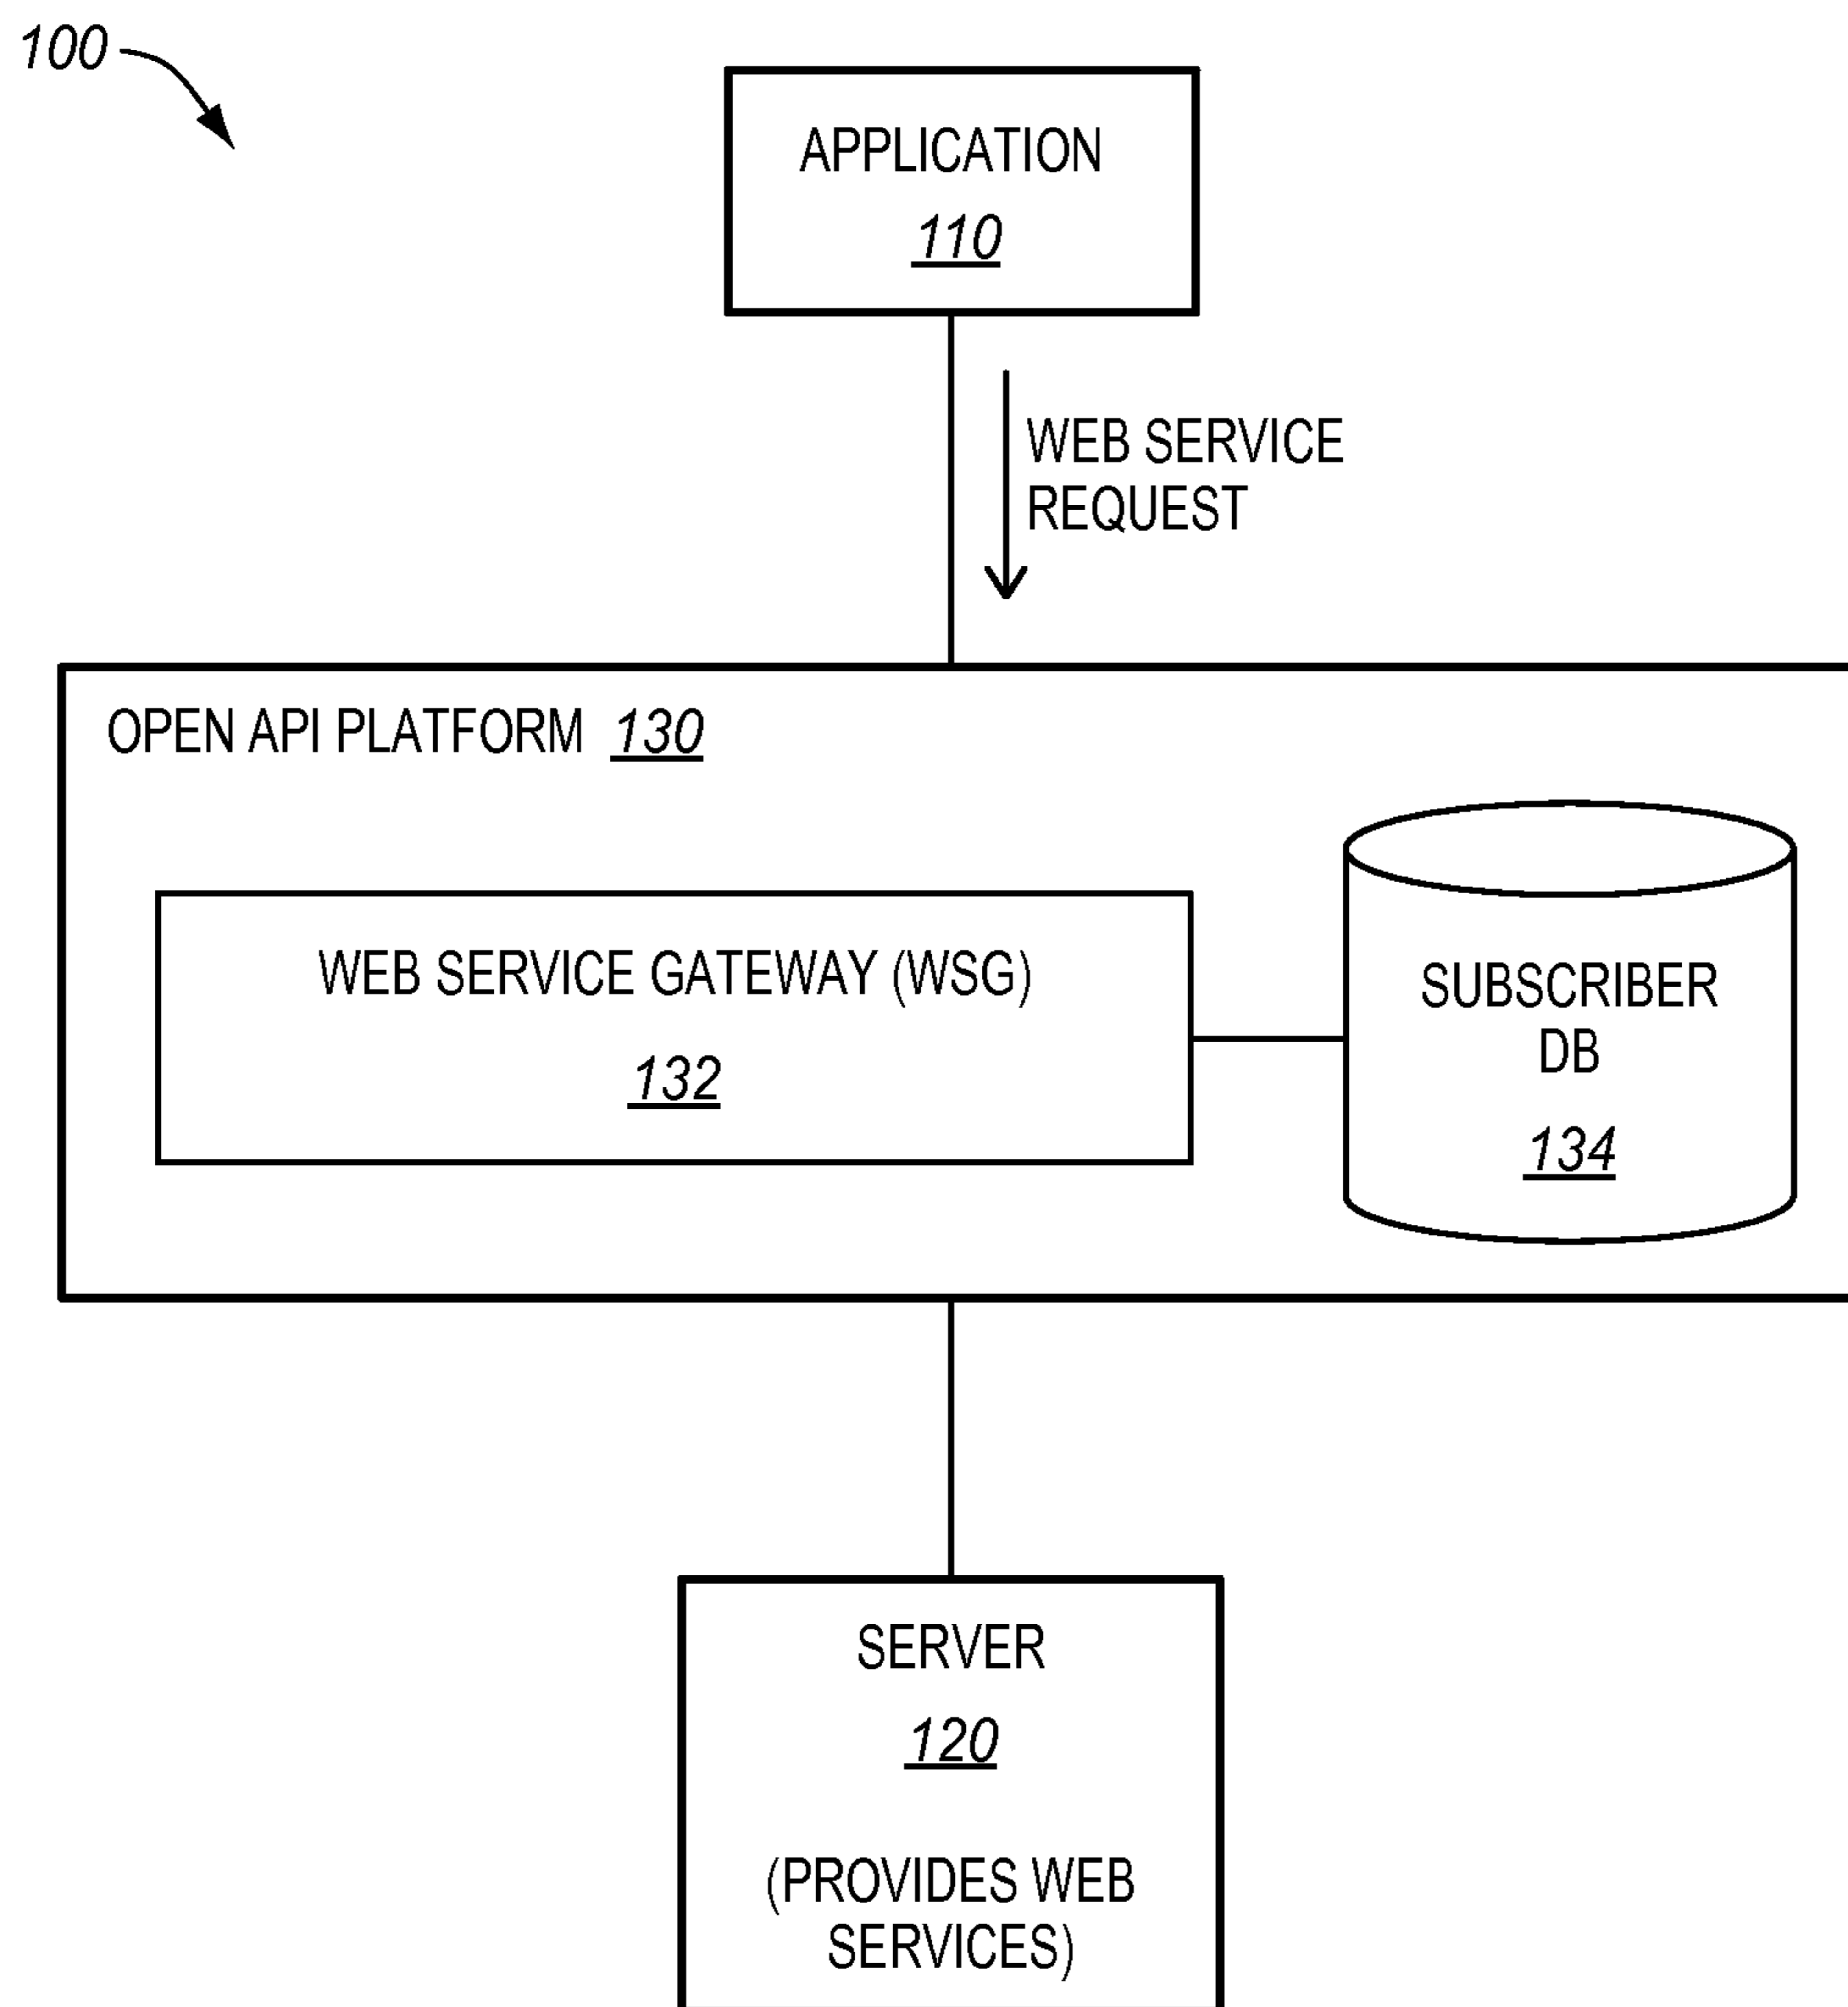 100
APPLICATION
110
WEB SERVICE
REQUEST
OPEN API PLATFORM 130
WEB SERVICE GATEWAY (WSG)
132
SUBSCRIBER
DB
134
SERVER
120
(PROVIDES WEB
SERVICES)